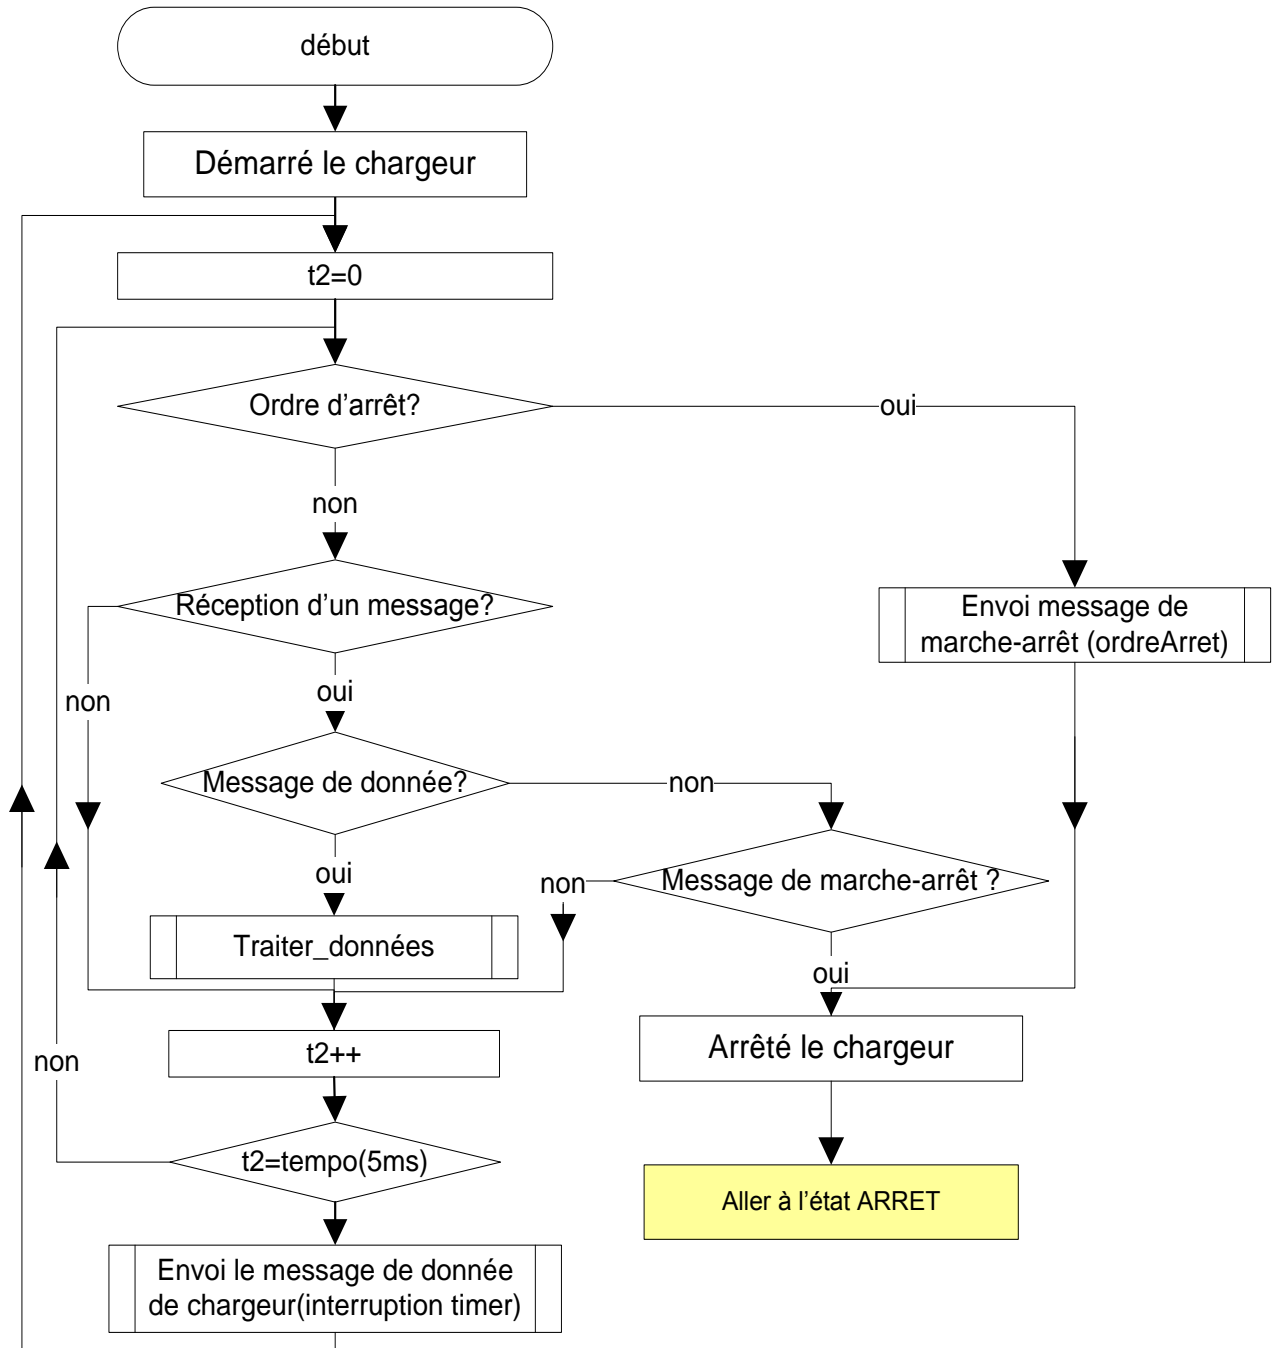 début
Démarré le chargeur
t2=0
Ordre d'arrêt?
oui
non
Réception d'un message?
Envoi message de
marche-arrêt (ordreArret)
oui
non
Message de donnée?
non
oui
non
Message de marche-arrêt ?
Traiter_données
oui
t2++
Arrêté le chargeur
non
t2=tempo(5ms)
Aller à l'état ARRET
Envoi le message de donnée
de chargeur(interruption timer)